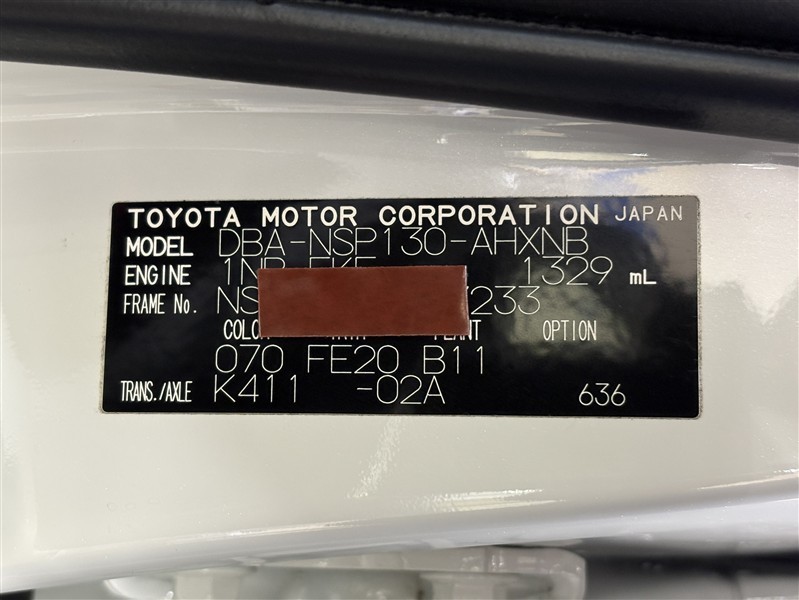 TOYOTA MOTOR CORPORATION JAPAN
MODEL DBA-NSP130-AHXNB
ENGINE 1329 mL
FRAME No. NS 233
OPTION
070 FE20 B11
TRANS./AXLE K411 -02A 636